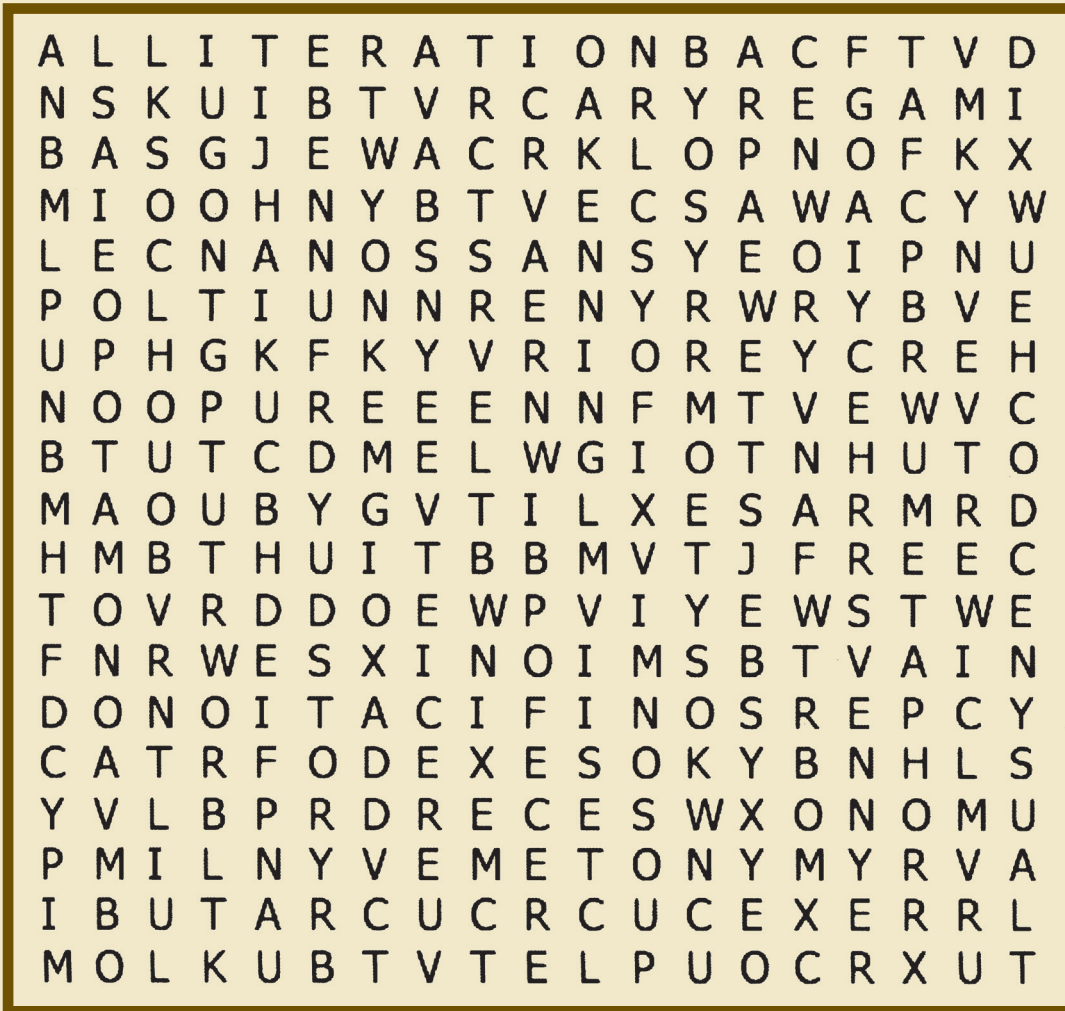 A L L I T E R A T I O N B A C F T V D
N S K U I B T V R C A R Y R E G A M I
B A S G J E W A C R K L O P N O F K X
M I O O H N Y B T V E C S A W A C Y W
L E C N A N O S S A N S Y E O I P N U
P O L T I U N N R E N Y R W R Y B V E
U P H G K F K Y V R I O R E Y C R E H
N O O P U R E E E N N F M T V E W V C
B T U T C D M E L W G I O T N H U T O
M A O U B Y G V T I L X E S A R M R D
H M B T H U I T B B M V T J F R E E C
T O V R D D O E W P V I Y E W S T W E
F N R W E S X I N O I M S B T V A I N
D O N O I T A C I F I N O S R E P C Y
C A T R F O D E X E S O K Y B N H L S
Y V L B P R D R E C E S W X O N O M U
P M I L N Y V E M E T O N Y M Y R V A
I B U T A R C U C R C U C E X E R R L
M O L K U B T V T E L P U O C R X U T